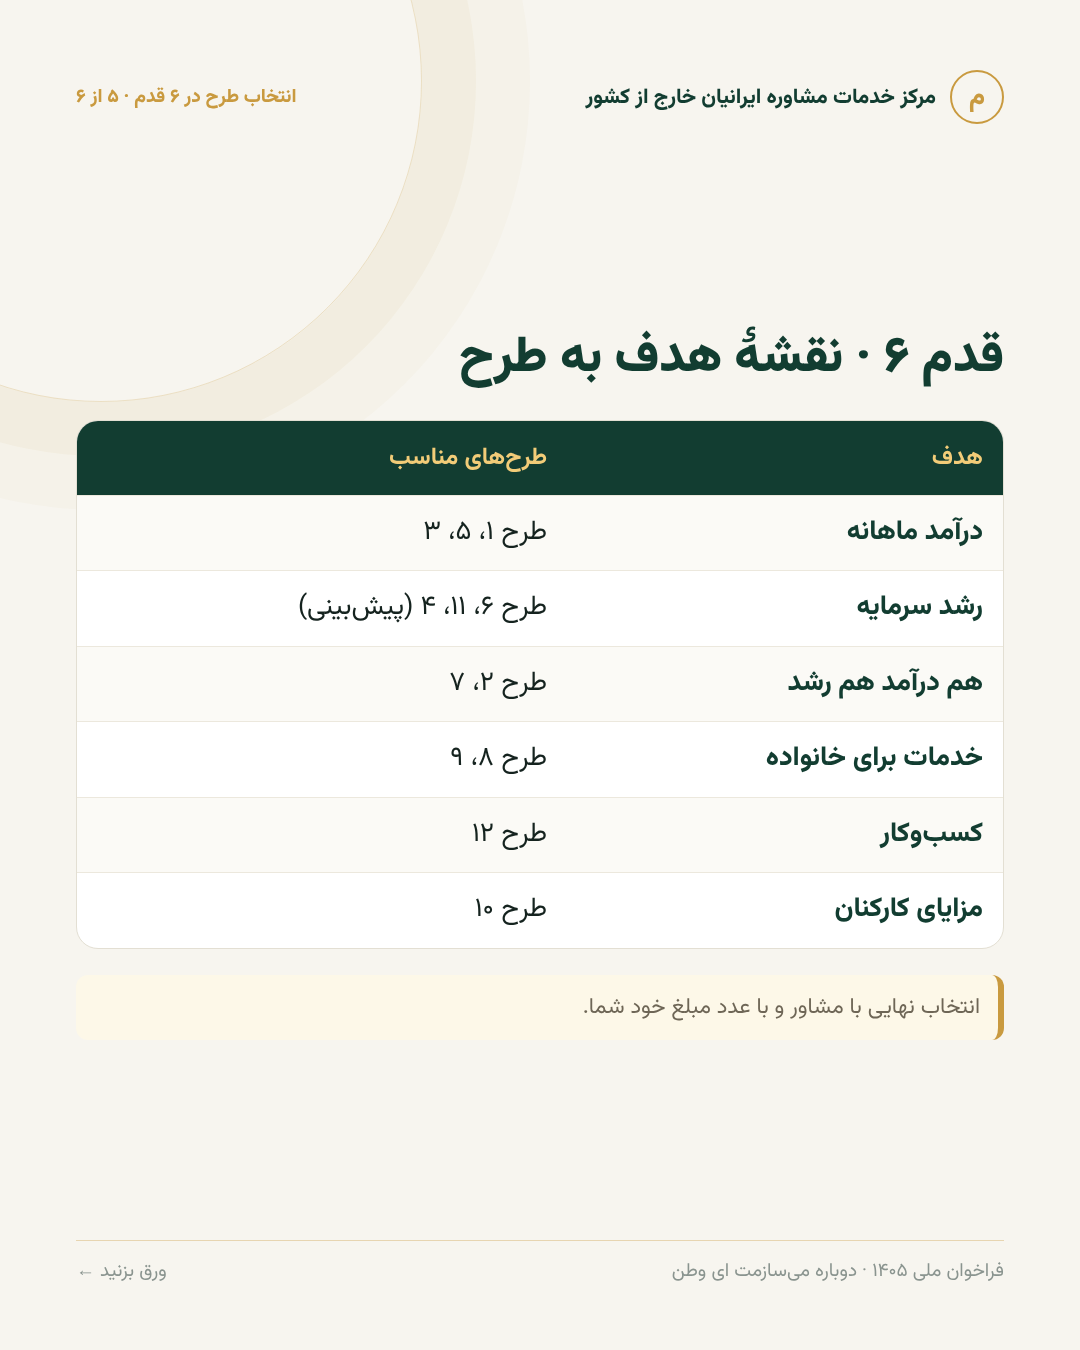 م
مرکز خدمات مشاوره ایرانیان خارج از کشور
انتخاب طرح در ۶ قدم · ۵ از ۶
قدم ۶ · نقشهٔ هدف به طرح
هدف
طرح‌های مناسب
درآمد ماهانه
طرح ۱، ۵، ۳
رشد سرمایه
طرح ۶، ۱۱، ۴ (پیش‌بینی)
هم درآمد هم رشد
طرح ۲، ۷
خدمات برای خانواده
طرح ۸، ۹
کسب‌وکار
طرح ۱۲
مزایای کارکنان
طرح ۱۰
انتخاب نهایی با مشاور و با عدد مبلغ خود شما.
فراخوان ملی ۱۴۰۵ · دوباره می‌سازمت ای وطن
ورق بزنید ←